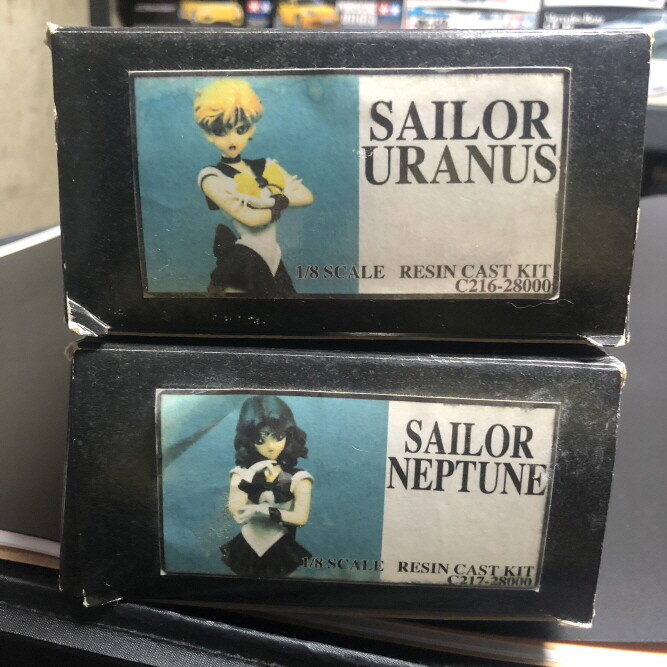 SAILOR
URANUS
1/8 SCALE RESIN CAST KIT
C216-28000
SAILOR
NEPTUNE
1/8 SCALE RESIN CAST KIT
C217-28000